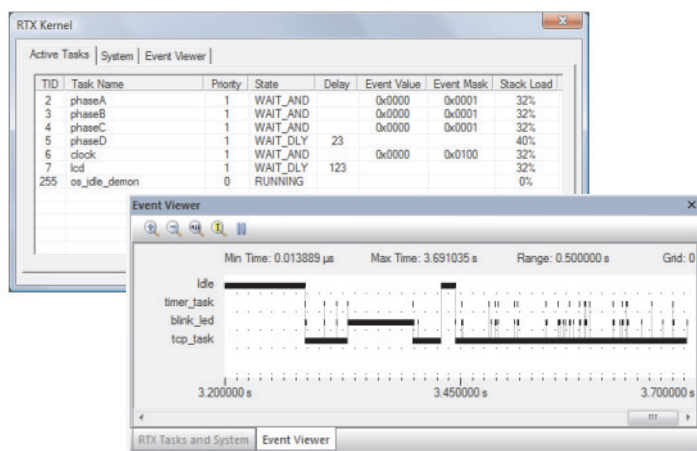 RTX Kernel
Active Tasks System Event Viewer
TID Task Name Priority State Delay Event Value Event Mask Stack Load
2 phaseA 1 WAIT_AND 0x0000 0x0001 32%
3 phaseB 1 WAIT_AND 0x0000 0x0001 32%
4 phaseC 1 WAIT_AND 0x0000 0x0001 32%
5 phaseD 1 WAIT_DLY 23 40%
6 clock 1 WAIT_AND 0x0000 0x0100 32%
7 lcd 1 WAIT_DLY 123 32%
255 os_idle_demon 0 RUNNING 0%
Event Viewer
Min Time: 0.013889 µs Max Time: 3.691035 s Range: 0.500000 s Grid: 0
Idle
timer_task
blink_led
tcp_task
3.200000 s 3.450000 s 3.700000 s
RTX Tasks and System Event Viewer